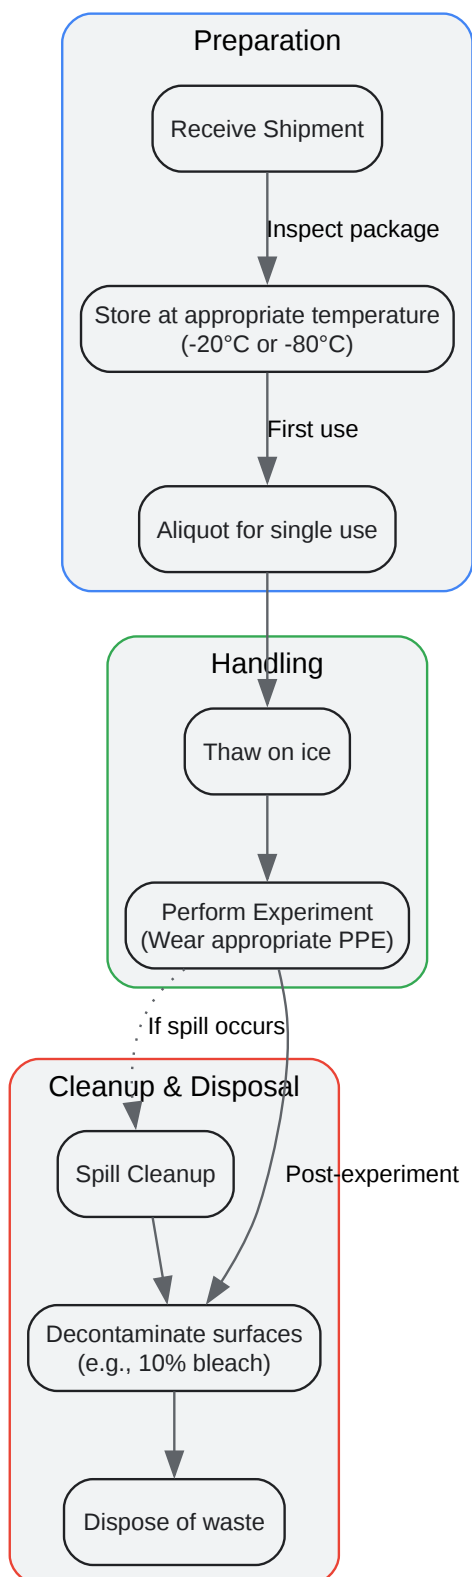 Preparation
Receive Shipment
Inspect package
Store at appropriate temperature
(-20°C or -80°C)
First use
Aliquot for single use
Handling
Thaw on ice
Perform Experiment
(Wear appropriate PPE)
If spill occurs
Cleanup & Disposal
Spill Cleanup
Post-experiment
Decontaminate surfaces
(e.g., 10% bleach)
Dispose of waste